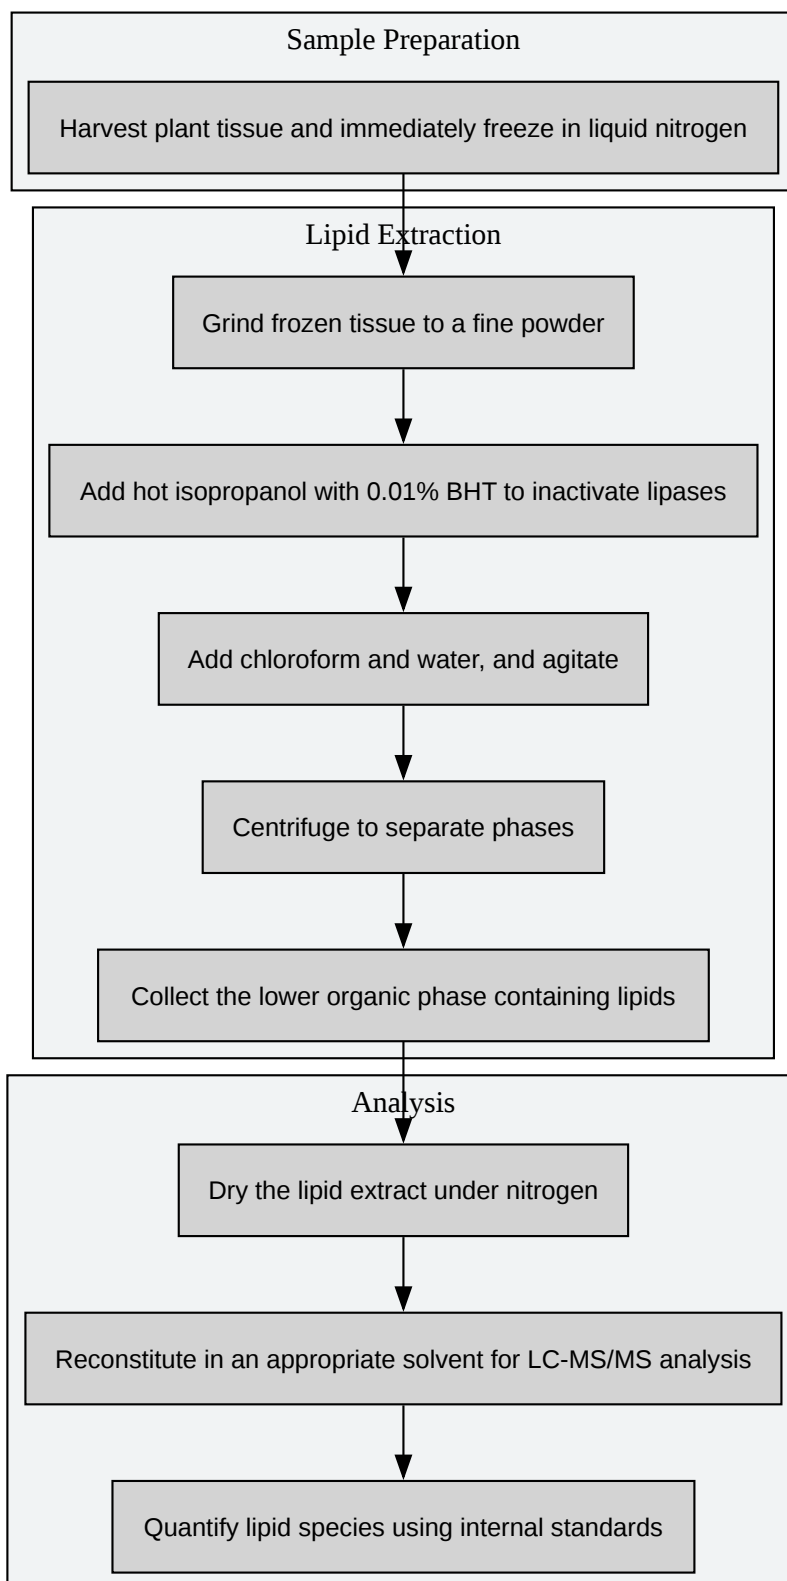 Sample Preparation
Harvest plant tissue and immediately freeze in liquid nitrogen
Lipid Extraction
Grind frozen tissue to a fine powder
Add hot isopropanol with 0.01% BHT to inactivate lipases
Add chloroform and water, and agitate
Centrifuge to separate phases
Collect the lower organic phase containing lipids
Analysis
Dry the lipid extract under nitrogen
Reconstitute in an appropriate solvent for LC-MS/MS analysis
Quantify lipid species using internal standards